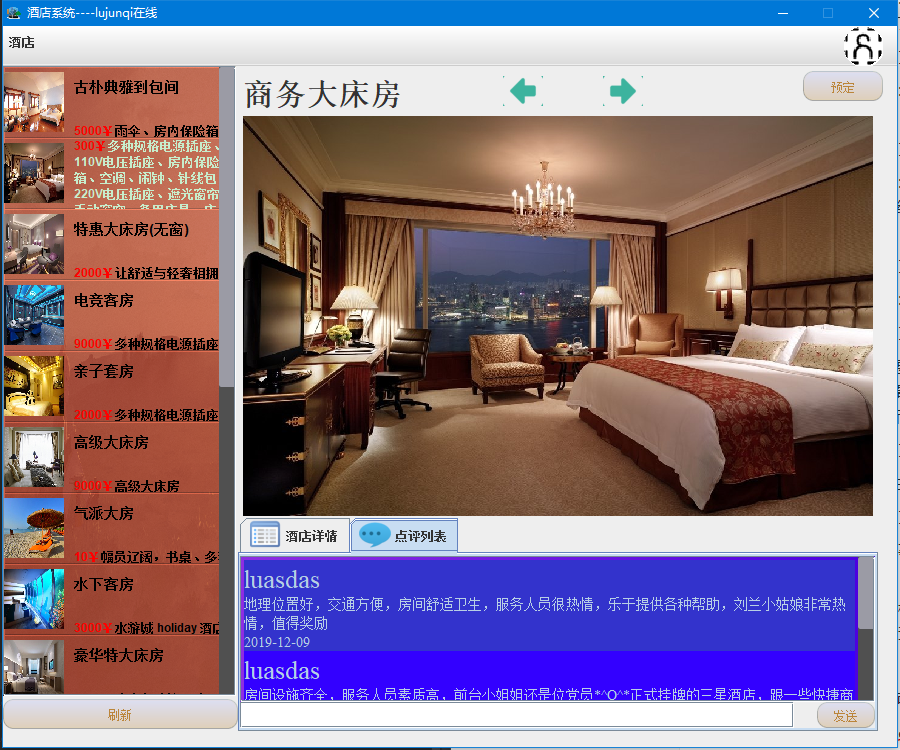 酒店系统----lujunqi在线
酒店
古朴典雅到包间
5000￥雨伞、房内保险箱
300￥多种规格电源插座、
110V电压插座、房内保险
箱、空调、闹钟、针线包
220V电压插座、遮光窗帘
特惠大床房(无窗)
2000￥让舒适与轻奢相拥
电竞客房
9000￥多种规格电源插座
亲子套房
2000￥多种规格电源插座
高级大床房
9000￥高级大床房
气派大房
10￥幅员辽阔，书桌、多
水下客房
3000￥水游城 holiday 酒店
豪华特大床房
刷新
商务大床房
预定
酒店详情
点评列表
luasdas
地理位置好，交通方便，房间舒适卫生，服务人员很热情，乐于提供各种帮助，刘兰小姑娘非常热
情，值得奖励
2019-12-09
luasdas
房间设施齐全，服务人员素质高，前台小姐姐还是位党员*^O^*正式挂牌的三星酒店，跟一些快捷商
发送